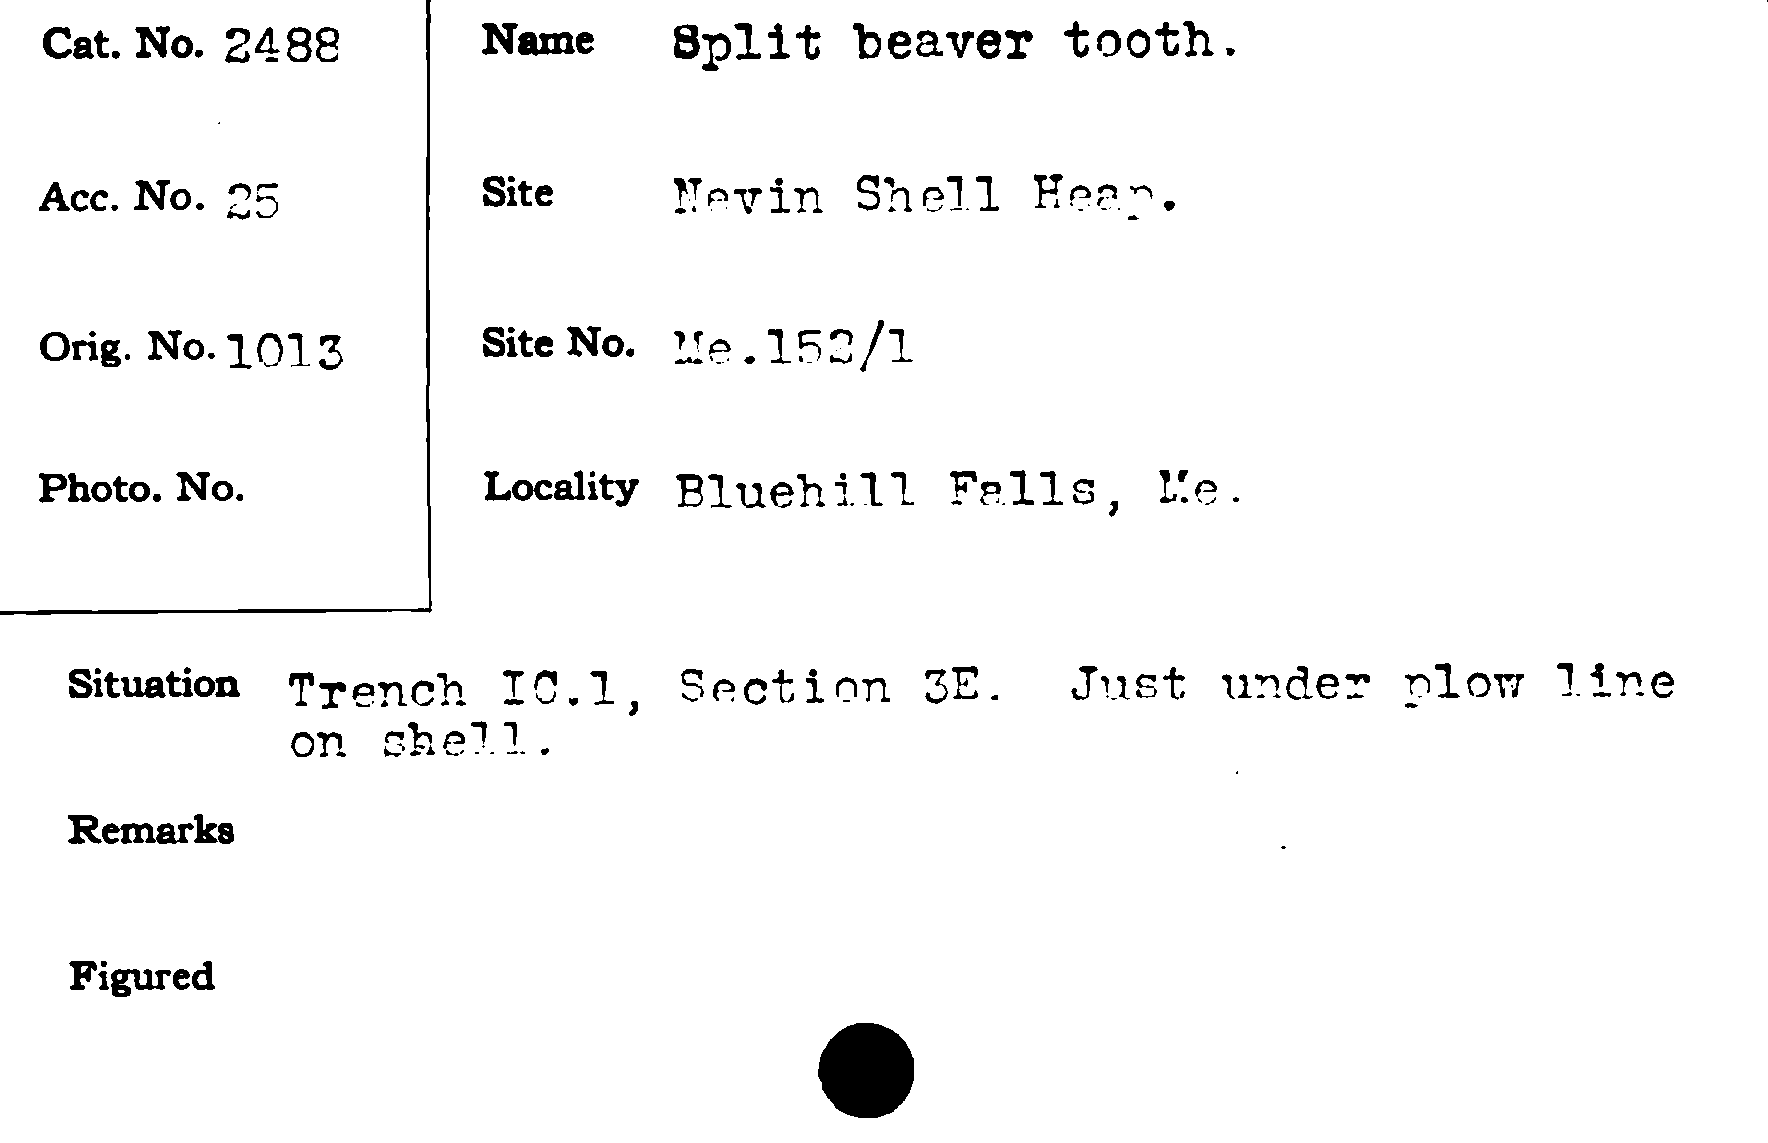 Cat. No. 2488
Name Split beaver tooth.
Acc. No. 25
Site Nevin Shell Heap.
Orig. No. 1013
Site No. Me.152/1
Photo. No.
Locality Bluehill Falls, Me.
Situation Trench IC.1, Section 3E. Just under plow line
on shell.
Remarks
Figured